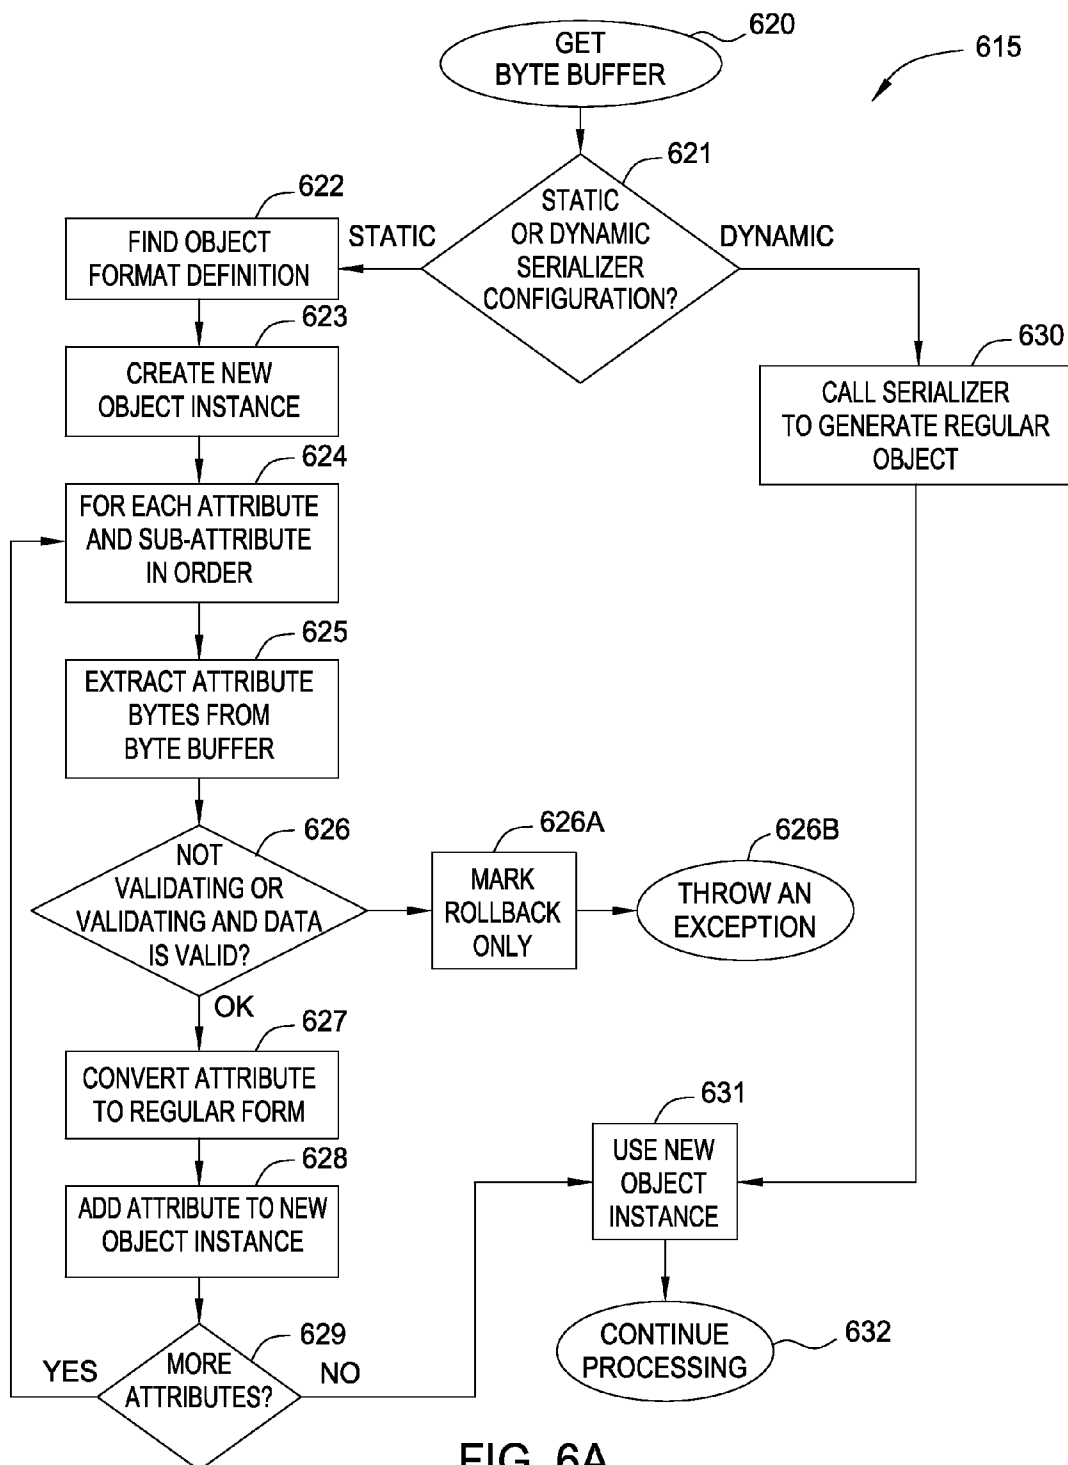 620
GET
BYTE BUFFER
615
621
STATIC
OR DYNAMIC
SERIALIZER
CONFIGURATION?
STATIC
DYNAMIC
622
FIND OBJECT
FORMAT DEFINITION
623
CREATE NEW
OBJECT INSTANCE
630
CALL SERIALIZER
TO GENERATE REGULAR
OBJECT
624
FOR EACH ATTRIBUTE
AND SUB-ATTRIBUTE
IN ORDER
625
EXTRACT ATTRIBUTE
BYTES FROM
BYTE BUFFER
626
NOT
VALIDATING OR
VALIDATING AND DATA
IS VALID?
626A
MARK
ROLLBACK
ONLY
626B
THROW AN
EXCEPTION
OK
627
CONVERT ATTRIBUTE
TO REGULAR FORM
628
ADD ATTRIBUTE TO NEW
OBJECT INSTANCE
631
USE NEW
OBJECT
INSTANCE
629
MORE
ATTRIBUTES?
YES
NO
CONTINUE
PROCESSING
632
FIG. 6A